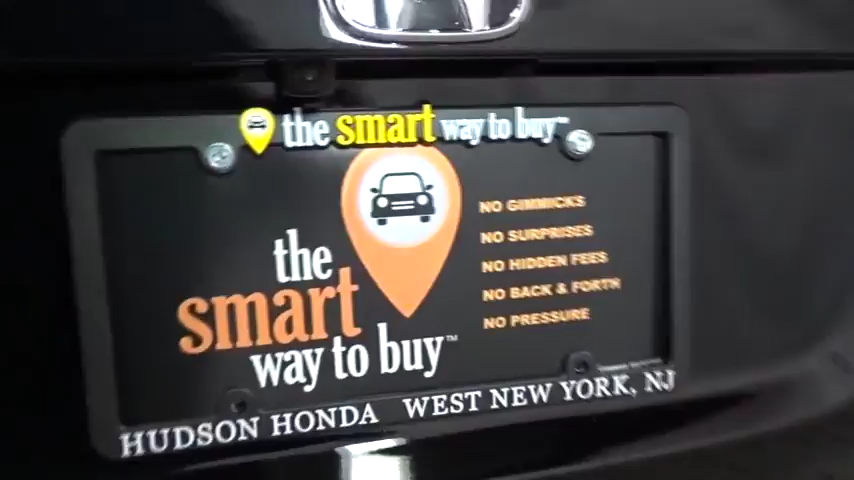 the smart way to buy™
the
smart
way to buy™
NO GIMMICKS
NO SURPRISES
NO HIDDEN FEES
NO BACK & FORTH
NO PRESSURE
HUDSON HONDA WEST NEW YORK, NJ